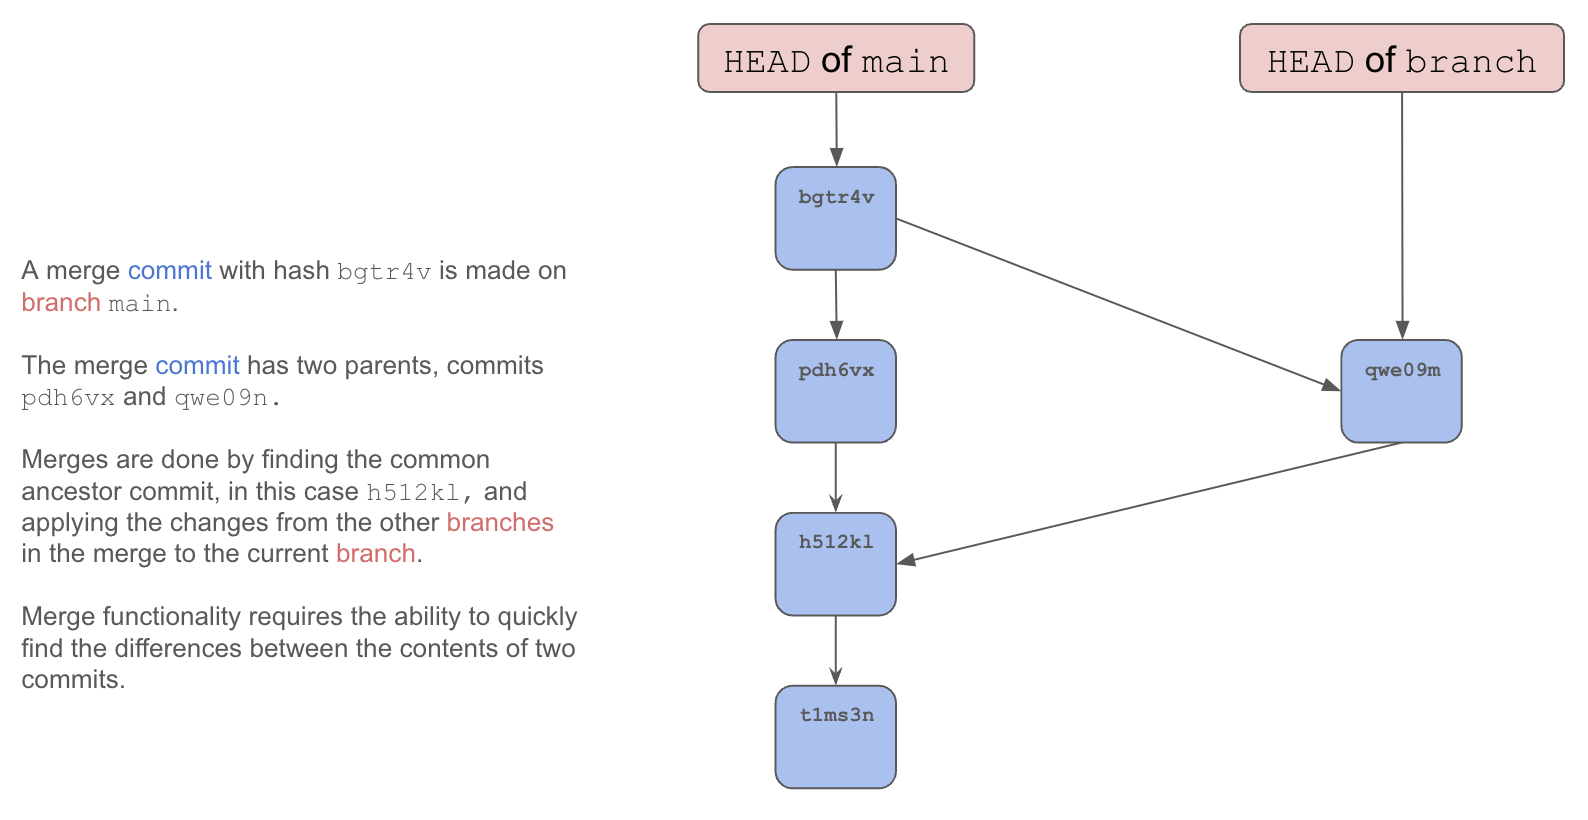 HEAD of main
HEAD of branch
bgtr4v
A merge commit with hash bgtr4v is made on
branch main.
The merge commit has two parents, commits
pdh6vx and qwe09n.
Merges are done by finding the common
ancestor commit, in this case h512kl, and
applying the changes from the other branches
in the merge to the current branch.
Merge functionality requires the ability to quickly
find the differences between the contents of two
commits.
pdh6vx
qwe09m
h512kl
t1ms3n